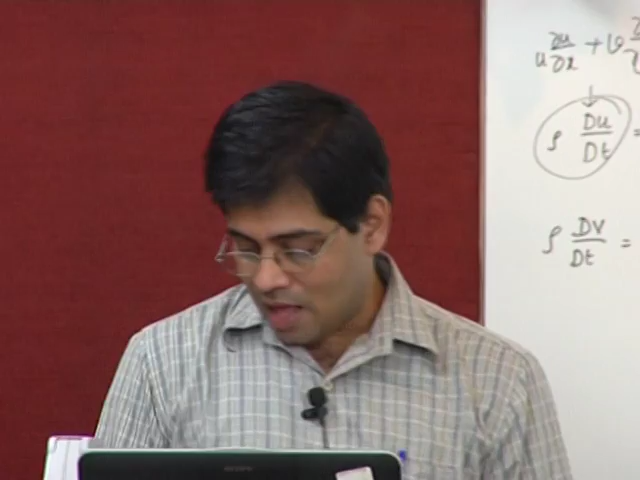 u ∂u/∂x + v
ρ Du/Dt =
ρ DV/Dt =